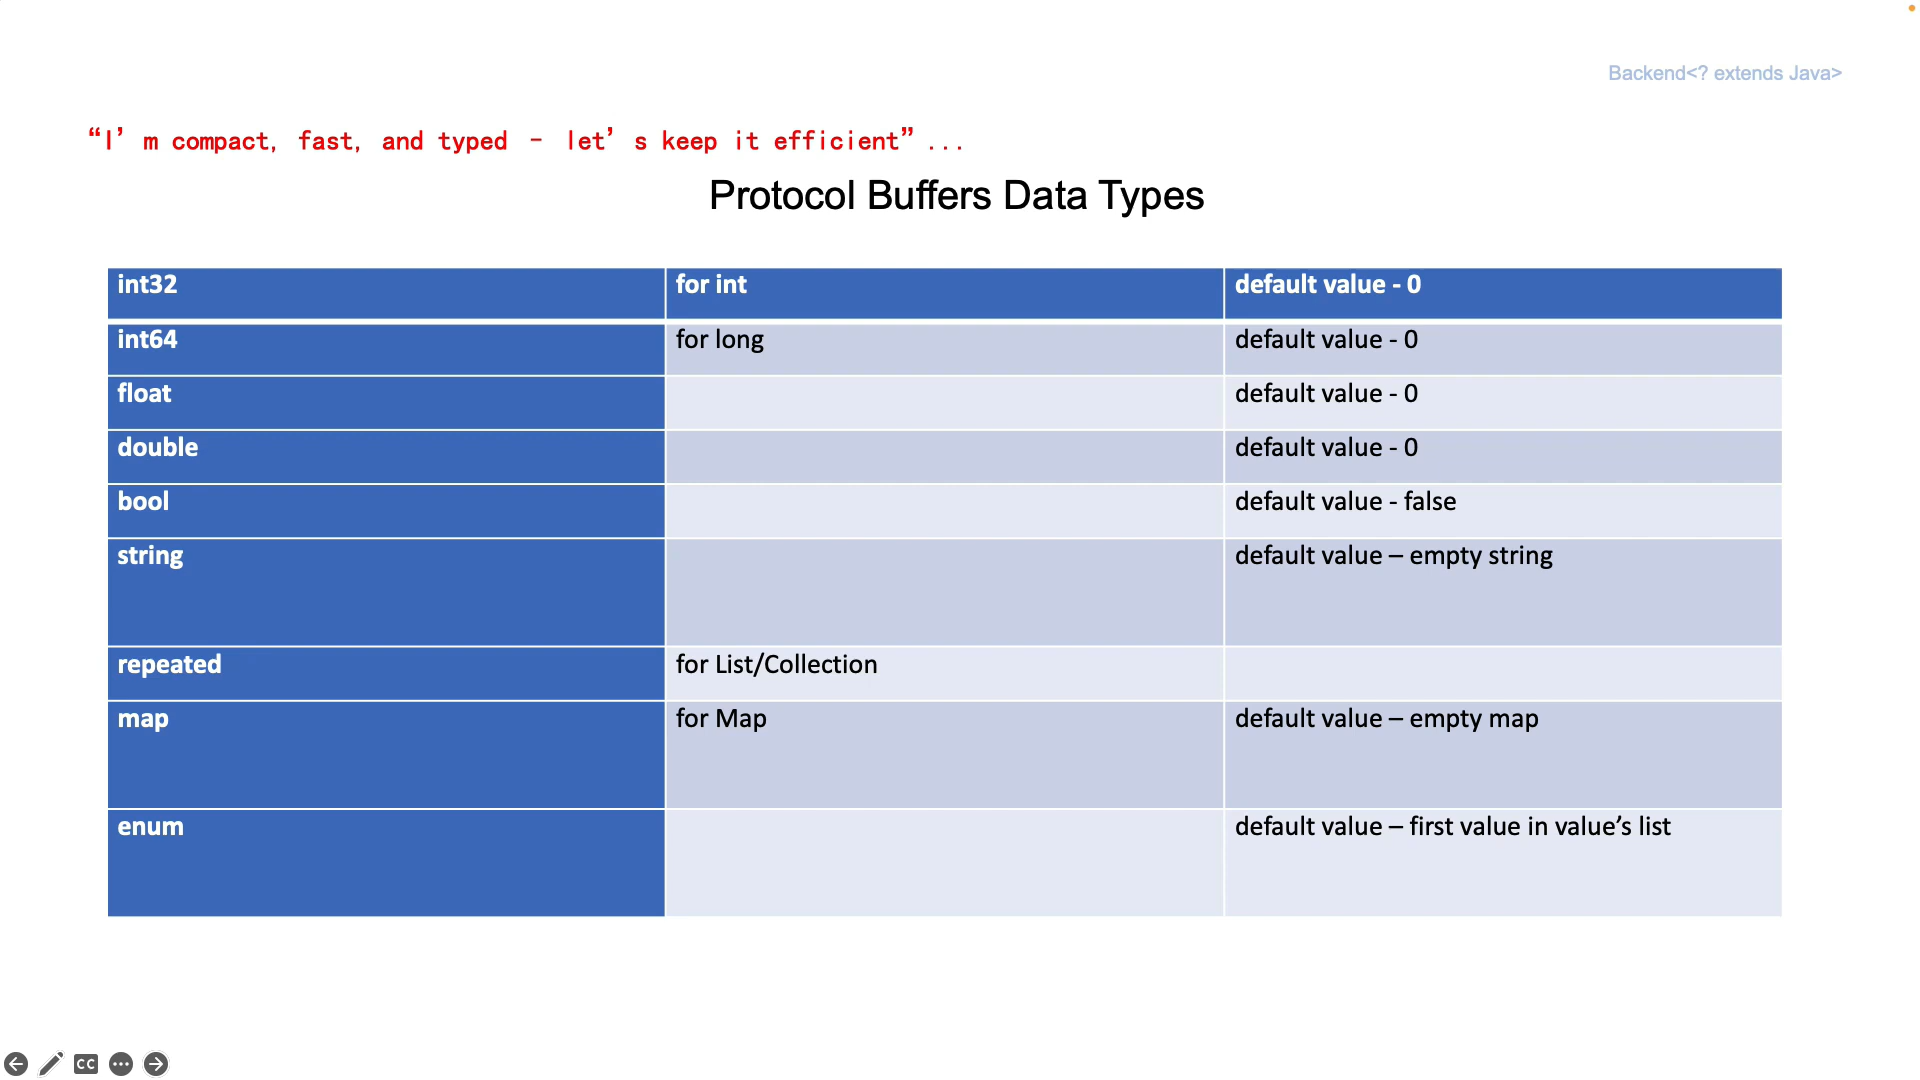 Backend<? extends Java>
“I’m compact, fast, and typed – let’s keep it efficient”...
Protocol Buffers Data Types
int32 for int default value - 0
int64 for long default value - 0
float default value - 0
double default value - 0
bool default value - false
string default value – empty string
repeated for List/Collection
map for Map default value – empty map
enum default value – first value in value’s list
CC